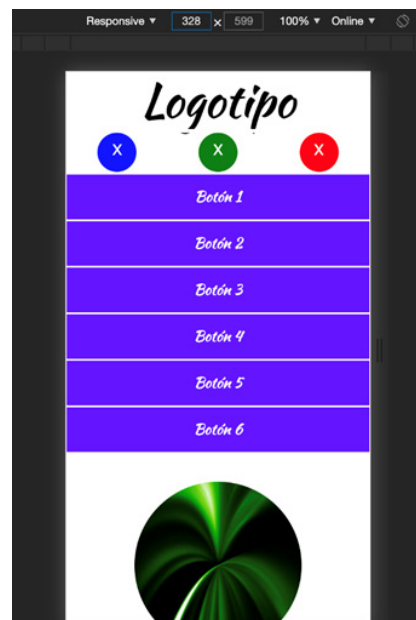 Responsive ▼ 328 × 599 100% ▼ Online ▼
Logotipo
X X X
Botón 1
Botón 2
Botón 3
Botón 4
Botón 5
Botón 6